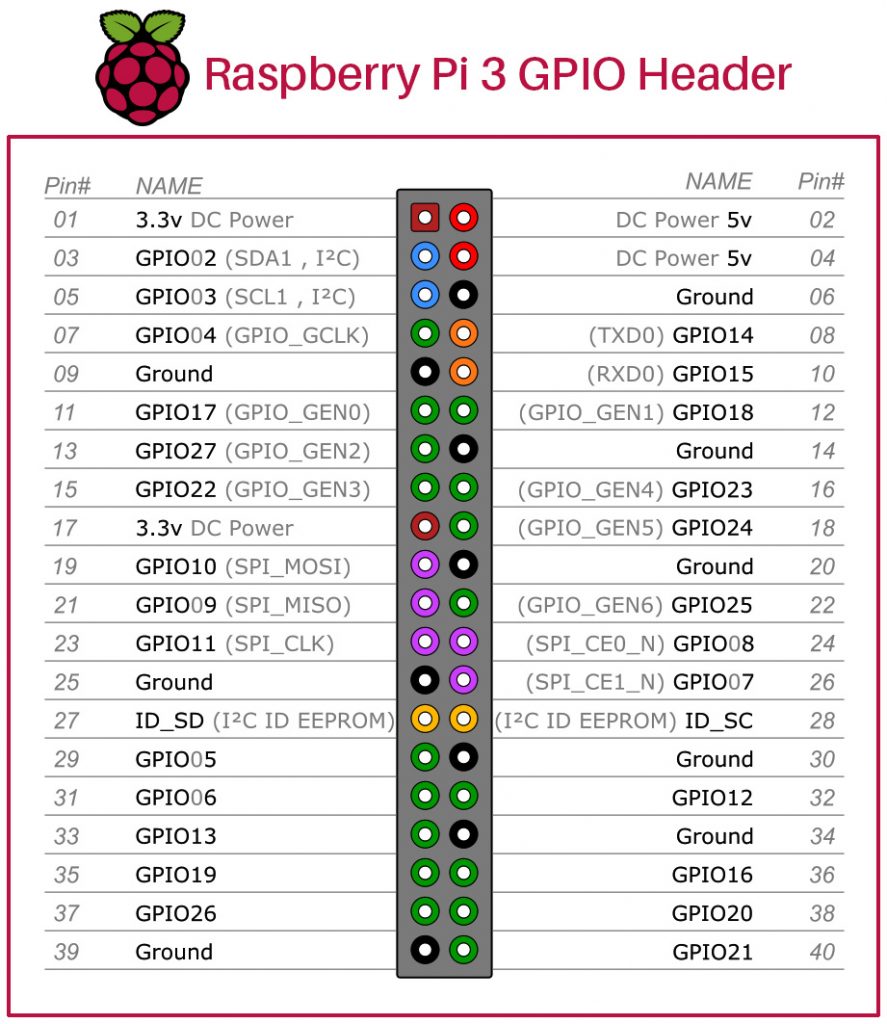 Raspberry Pi 3 GPIO Header
Pin# NAME NAME Pin#
01 3.3v DC Power DC Power 5v 02
03 GPIO02 (SDA1 , I²C) DC Power 5v 04
05 GPIO03 (SCL1 , I²C) Ground 06
07 GPIO04 (GPIO_GCLK) (TXD0) GPIO14 08
09 Ground (RXD0) GPIO15 10
11 GPIO17 (GPIO_GEN0) (GPIO_GEN1) GPIO18 12
13 GPIO27 (GPIO_GEN2) Ground 14
15 GPIO22 (GPIO_GEN3) (GPIO_GEN4) GPIO23 16
17 3.3v DC Power (GPIO_GEN5) GPIO24 18
19 GPIO10 (SPI_MOSI) Ground 20
21 GPIO09 (SPI_MISO) (GPIO_GEN6) GPIO25 22
23 GPIO11 (SPI_CLK) (SPI_CE0_N) GPIO08 24
25 Ground (SPI_CE1_N) GPIO07 26
27 ID_SD (I²C ID EEPROM) (I²C ID EEPROM) ID_SC 28
29 GPIO05 Ground 30
31 GPIO06 GPIO12 32
33 GPIO13 Ground 34
35 GPIO19 GPIO16 36
37 GPIO26 GPIO20 38
39 Ground GPIO21 40